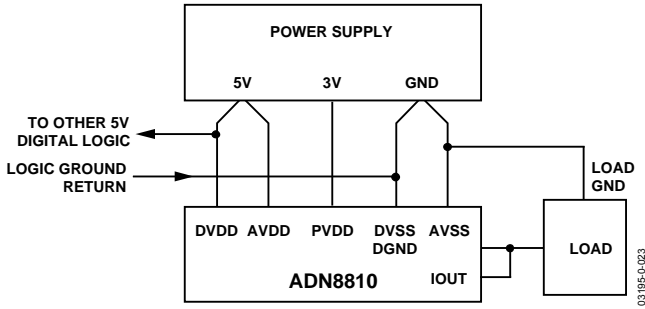 POWER SUPPLY
5V 3V GND
TO OTHER 5V
DIGITAL LOGIC
LOGIC GROUND
RETURN
LOAD
GND
DVDD AVDD PVDD DVSS AVSS
DGND
ADN8810 IOUT
LOAD
03195-0-023